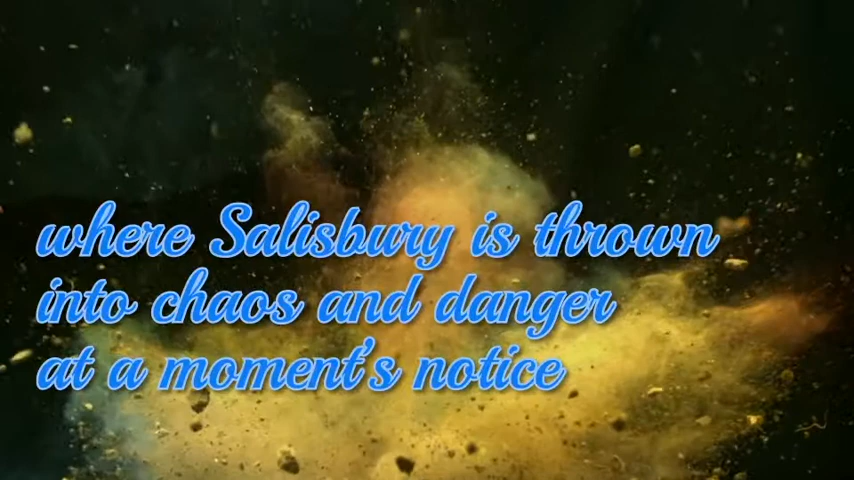 where Salisbury is thrown
into chaos and danger
at a moment's notice